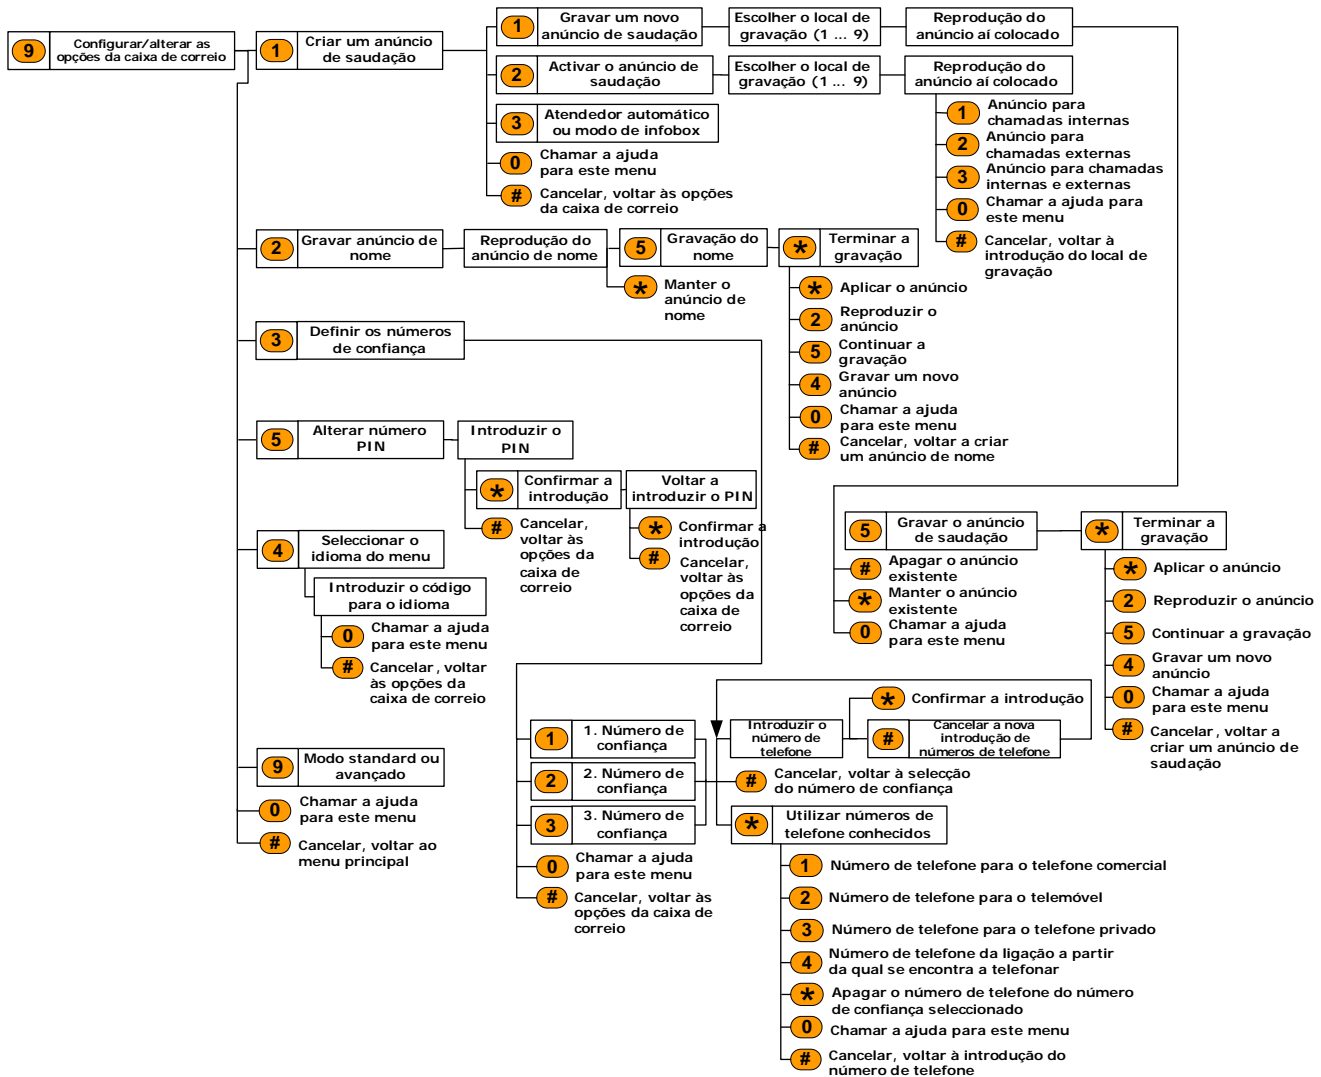 9 Configurar/alterar as
opções da caixa de correio
1 Criar um anúncio
de saudação
1 Gravar um novo
anúncio de saudação
Escolher o local de
gravação (1 ... 9)
Reprodução do
anúncio aí colocado
2 Activar o anúncio de
saudação
Escolher o local de
gravação (1 ... 9)
Reprodução do
anúncio aí colocado
1 Anúncio para
chamadas internas
2 Anúncio para
chamadas externas
3 Anúncio para chamadas
internas e externas
0 Chamar a ajuda para
este menu
# Cancelar, voltar à
introdução do local de
gravação
3 Atendedor automático
ou modo de infobox
0 Chamar a ajuda
para este menu
# Cancelar, voltar às opções
da caixa de correio
2 Gravar anúncio de
nome
Reprodução do
anúncio de nome
5 Gravação do
nome
* Terminar a
gravação
* Manter o
anúncio de
nome
* Aplicar o anúncio
2 Reproduzir o
anúncio
5 Continuar a
gravação
4 Gravar um novo
anúncio
0 Chamar a ajuda
para este menu
# Cancelar, voltar a criar
um anúncio de nome
3 Definir os números
de confiança
5 Alterar número
PIN
Introduzir o
PIN
* Confirmar a
introdução
Voltar a
introduzir o PIN
# Cancelar,
voltar às
opções da
caixa de
correio
* Confirmar a
introdução
# Cancelar,
voltar às
opções da
caixa de
correio
5 Gravar o anúncio
de saudação
* Terminar a
gravação
# Apagar o anúncio
existente
* Manter o anúncio
existente
0 Chamar a ajuda
para este menu
* Aplicar o anúncio
2 Reproduzir o anúncio
5 Continuar a gravação
4 Gravar um novo
anúncio
0 Chamar a ajuda
para este menu
# Cancelar, voltar a
criar um anúncio de
saudação
4 Seleccionar o
idioma do menu
Introduzir o código
para o idioma
0 Chamar a ajuda
para este menu
# Cancelar, voltar
às opções da
caixa de correio
9 Modo standard ou
avançado
0 Chamar a ajuda
para este menu
# Cancelar, voltar ao
menu principal
1 1. Número de
confiança
2 2. Número de
confiança
3 3. Número de
confiança
0 Chamar a ajuda
para este menu
# Cancelar, voltar às
opções da caixa de
correio
Introduzir o
número de
telefone
* Confirmar a introdução
# Cancelar a nova
introdução de
números de telefone
# Cancelar, voltar à selecção
do número de confiança
* Utilizar números de
telefone conhecidos
1 Número de telefone para o telefone comercial
2 Número de telefone para o telemóvel
3 Número de telefone para o telefone privado
4 Número de telefone da ligação a partir
da qual se encontra a telefonar
* Apagar o número de telefone do número
de confiança seleccionado
0 Chamar a ajuda para este menu
# Cancelar, voltar à introdução do
número de telefone